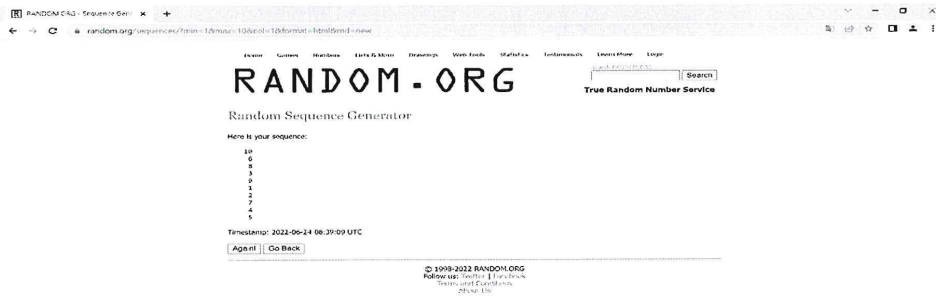 RANDOM.ORG - Sequence Gene
random.org/sequences/?min=1&max=10&col=1&format=html&rnd=new
Home Games Numbers Lists & More Drawings Web Tools Statistics Testimonials Learn More Login
RANDOM.ORG
Search
True Random Number Service
Random Sequence Generator
Here is your sequence:
10
6
8
3
9
1
2
7
4
5
Timestamp: 2022-06-24 08:39:09 UTC
Again! Go Back
© 1998-2022 RANDOM.ORG
Follow us: Twitter | Facebook
Terms and Conditions
About Us